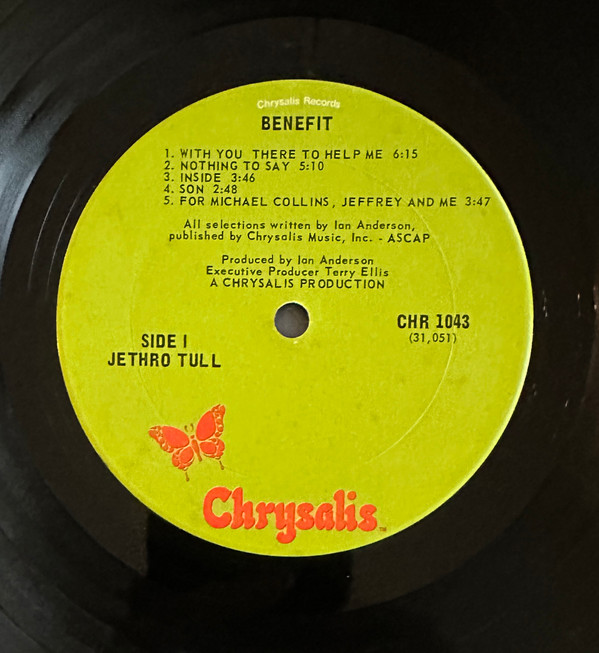 Chrysalis Records
BENEFIT
1. WITH YOU THERE TO HELP ME 6:15
2. NOTHING TO SAY 5:10
3. INSIDE 3:46
4. SON 2:48
5. FOR MICHAEL COLLINS, JEFFREY AND ME 3:47
All selections written by Ian Anderson,
published by Chrysalis Music, Inc. - ASCAP
Produced by Ian Anderson
Executive Producer Terry Ellis
A CHRYSALIS PRODUCTION
CHR 1043
(31,051)
SIDE I
JETHRO TULL
Chrysalis TM